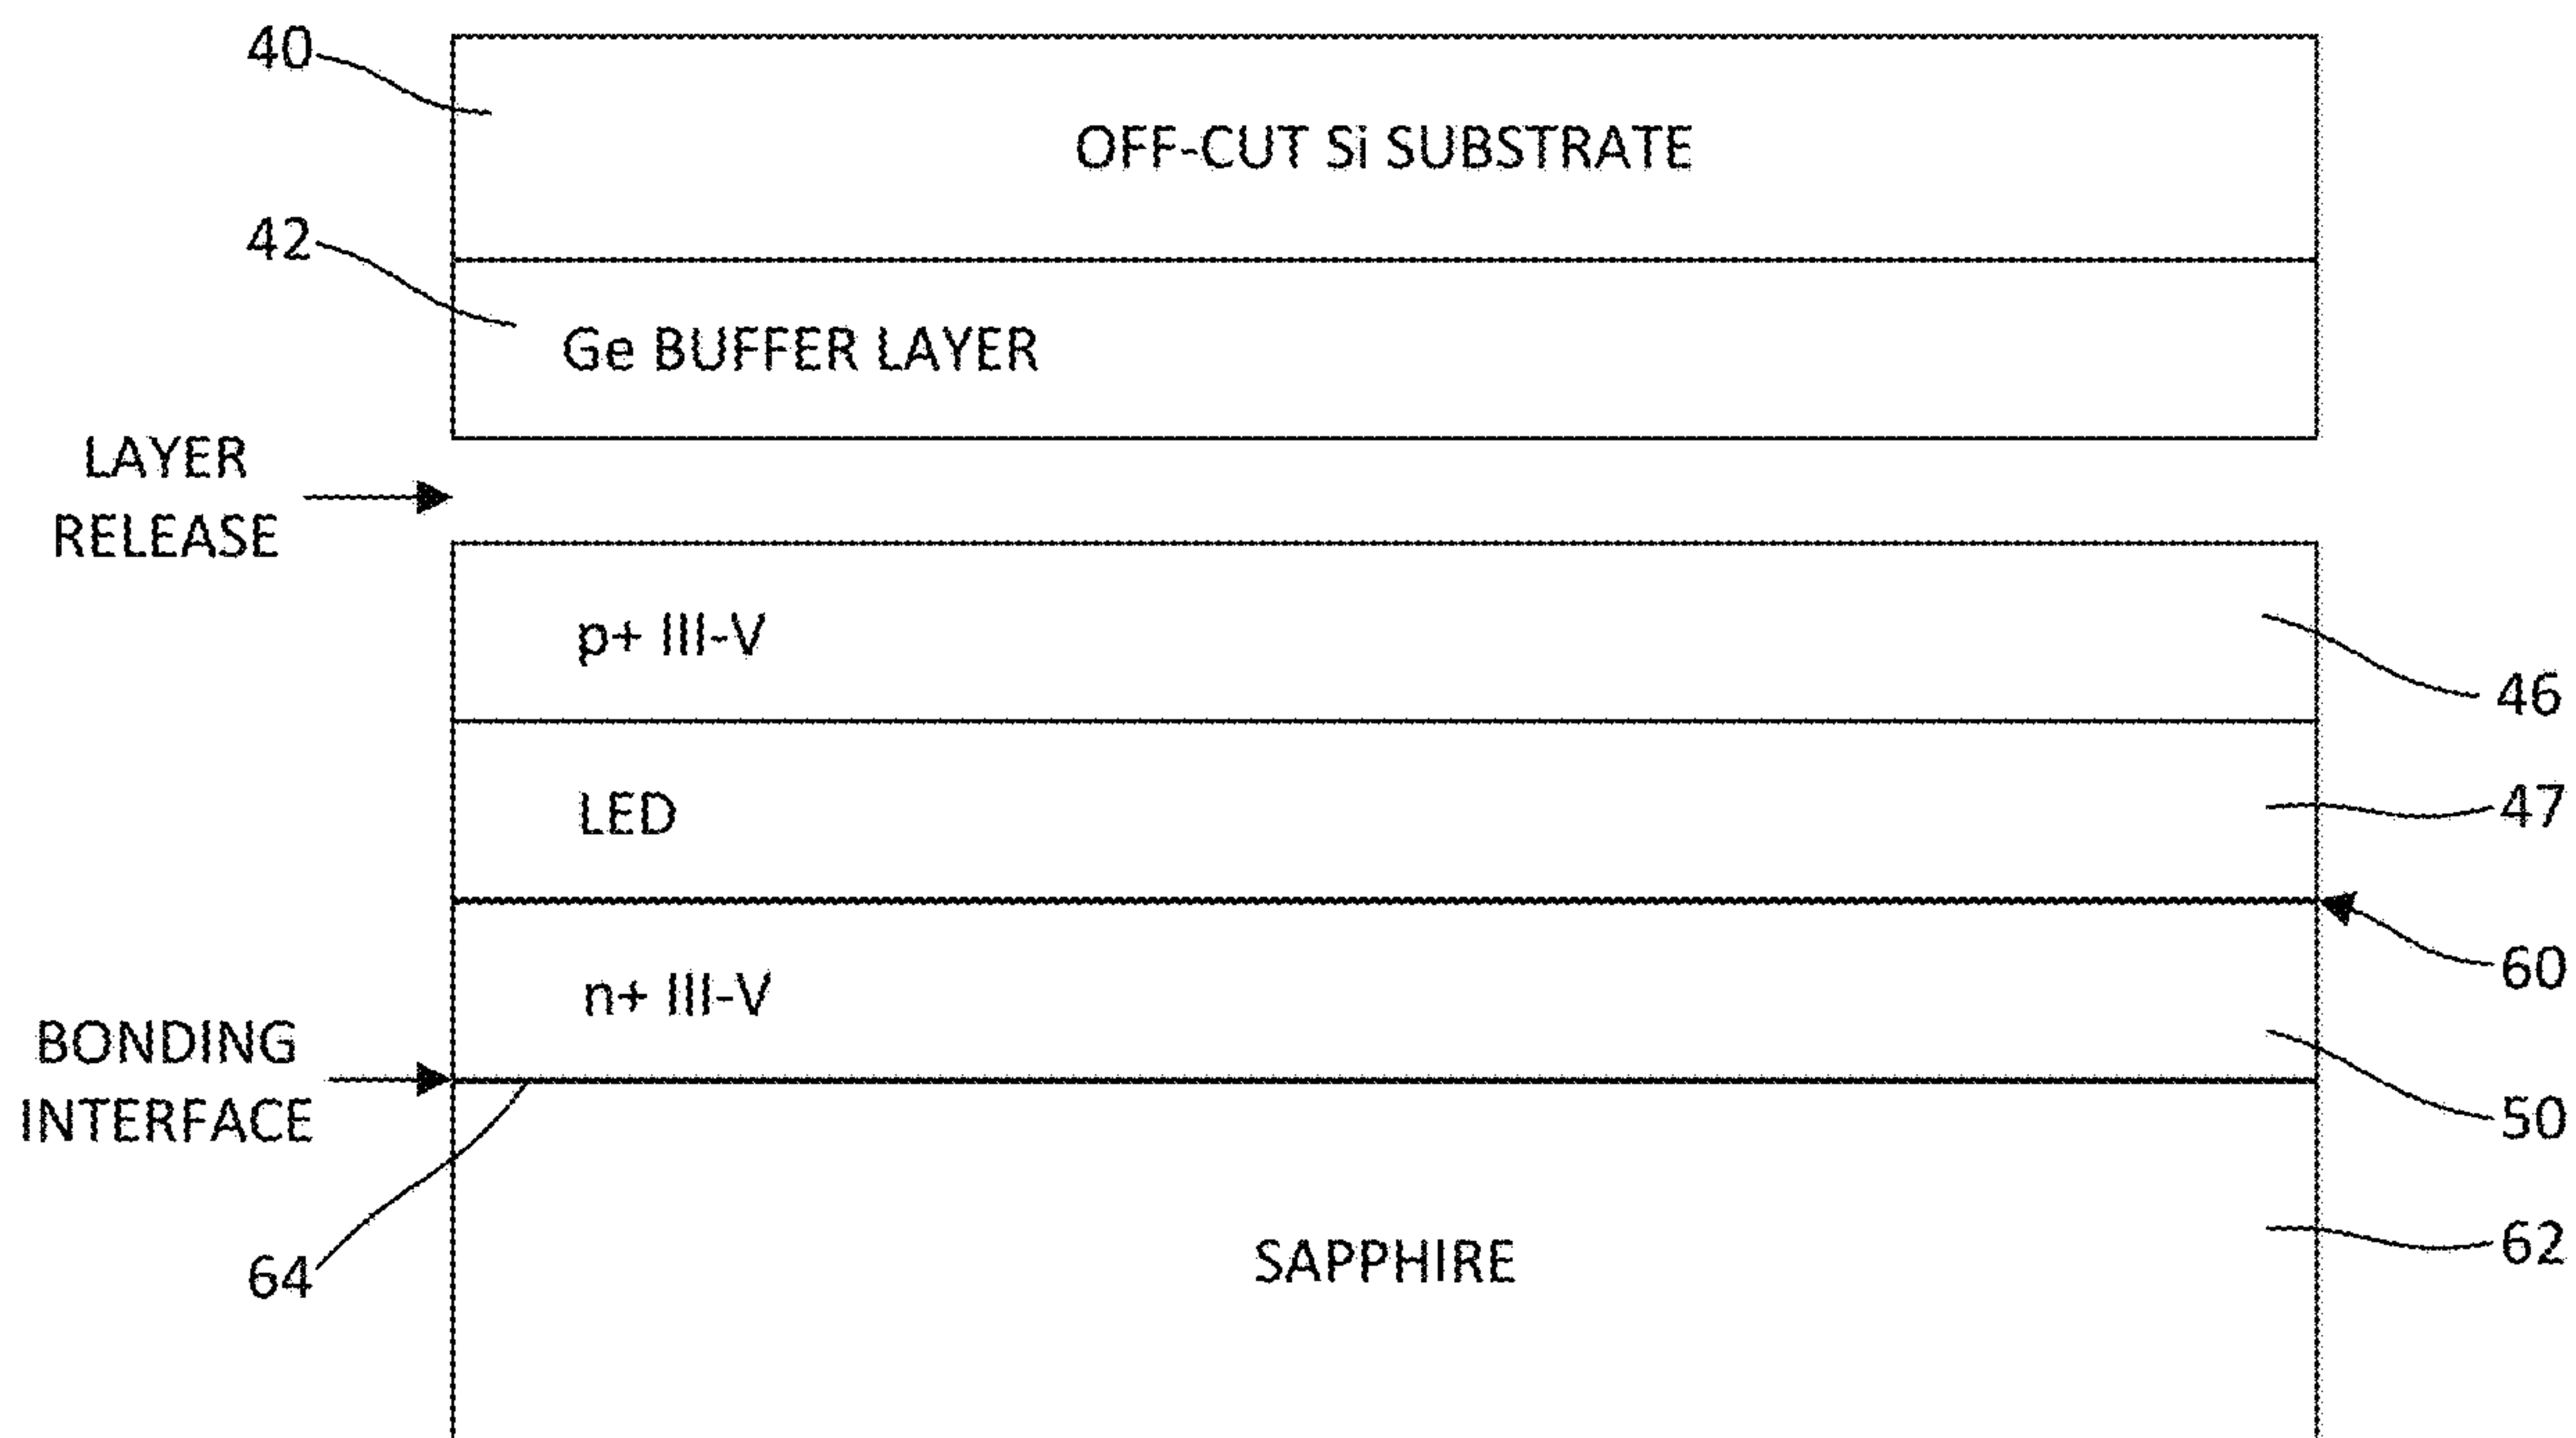 40
OFF-CUT Si SUBSTRATE
42
Ge BUFFER LAYER
LAYER
RELEASE
p+ III-V
46
LED
47
60
n+ III-V
BONDING
INTERFACE
50
64
SAPPHIRE
62